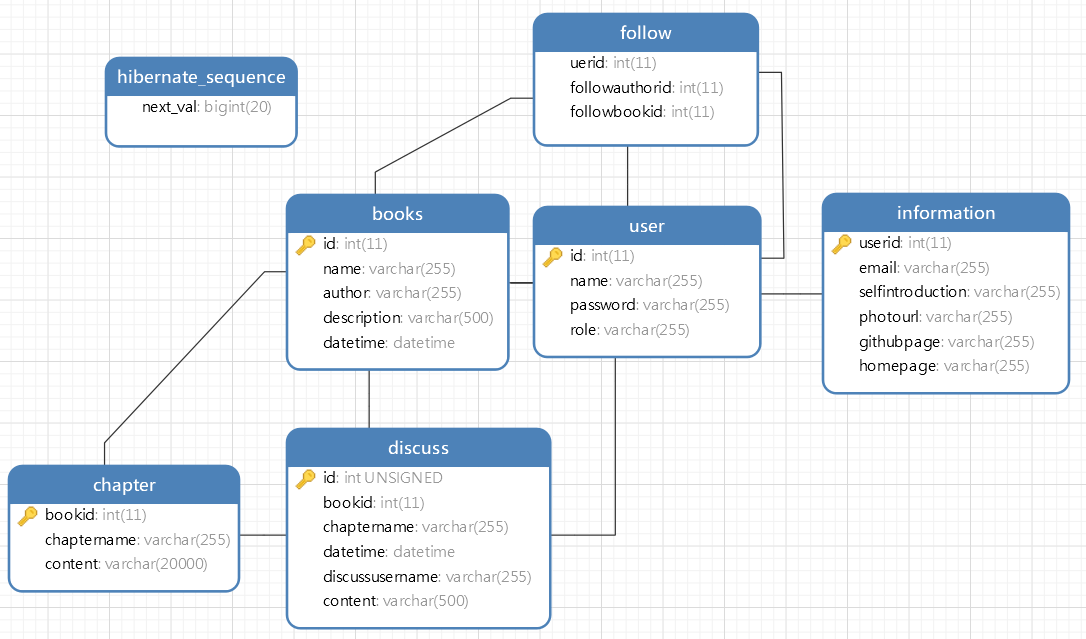 follow
uerid: int(11)
followauthorid: int(11)
followbookid: int(11)
hibernate_sequence
next_val: bigint(20)
books
id: int(11)
name: varchar(255)
author: varchar(255)
description: varchar(500)
datetime: datetime
user
id: int(11)
name: varchar(255)
password: varchar(255)
role: varchar(255)
information
userid: int(11)
email: varchar(255)
selfintroduction: varchar(255)
photourl: varchar(255)
githubpage: varchar(255)
homepage: varchar(255)
chapter
bookid: int(11)
chaptername: varchar(255)
content: varchar(20000)
discuss
id: int UNSIGNED
bookid: int(11)
chaptername: varchar(255)
datetime: datetime
discussusername: varchar(255)
content: varchar(500)